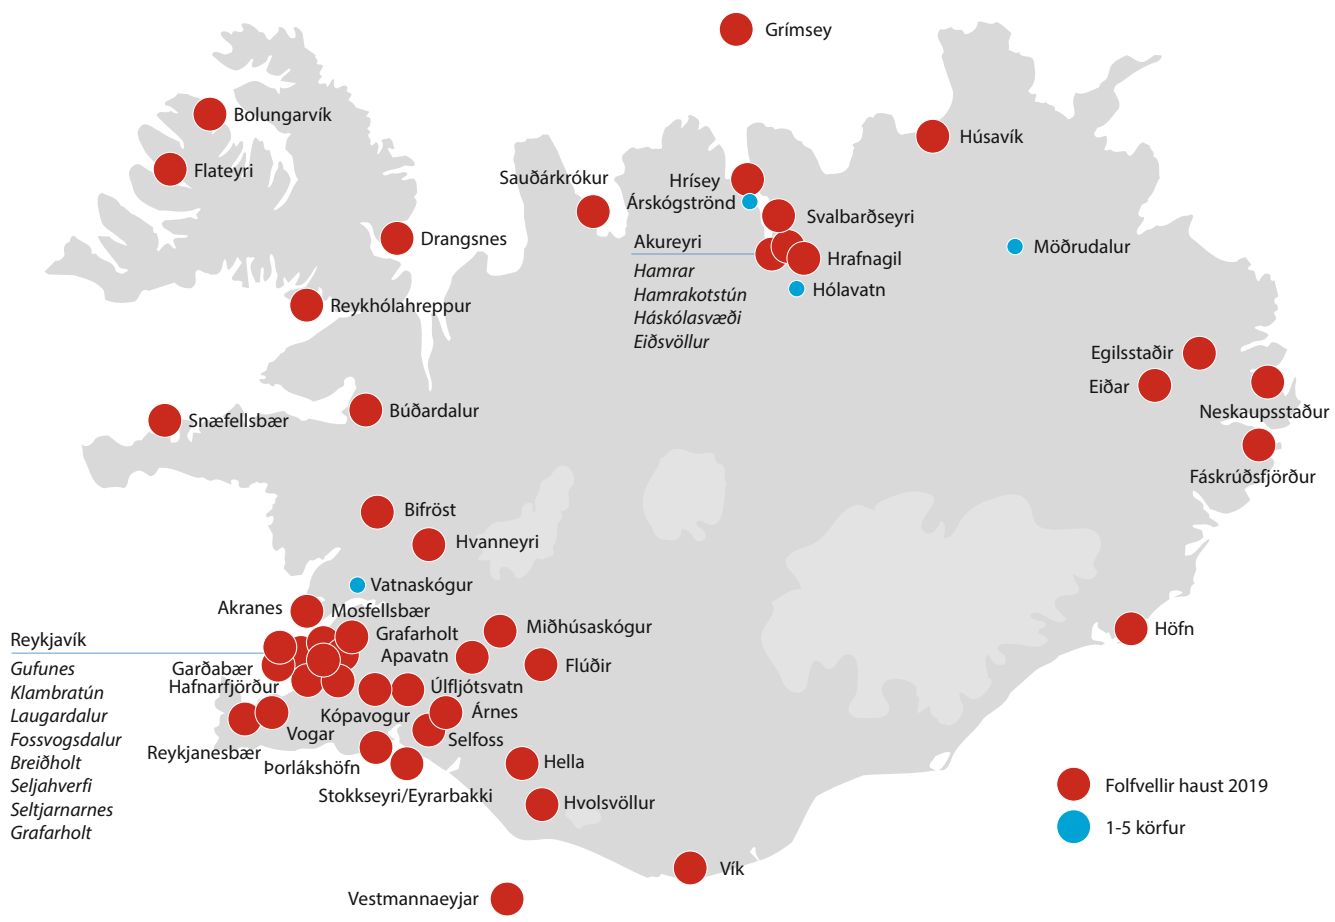 Grímsey
Bolungarvík
Húsavík
Flateyri
Sauðárkrókur
Hrísey
Árskógströnd
Svalbarðseyri
Drangsnes
Akureyri
Hrafnagil
Möðrudalur
Hamrar
Hamrakotstún
Háskólasvæði
Eiðsvöllur
Hólavatn
Reykhólahreppur
Egilsstaðir
Eiðar
Neskaupsstaður
Búðardalur
Snæfellsbær
Fáskrúðsfjörður
Bifröst
Hvanneyri
Vatnaskógur
Akranes
Mosfellsbær
Grafarholt
Miðhúsaskógur
Höfn
Reykjavík
Apavatn
Flúðir
Garðabær
Hafnarfjörður
Gufunes
Klambratún
Laugardalur
Fossvogsdalur
Breiðholt
Seljahverfi
Seltjarnarnes
Grafarholt
Úlfljótsvatn
Kópavogur
Árnes
Vogar
Selfoss
Reykjanesbær
Þorlákshöfn
Hella
Stokkseyri/Eyrarbakki
Hvolsvöllur
Folfvellir haust 2019
1-5 körfur
Vík
Vestmannaeyjar